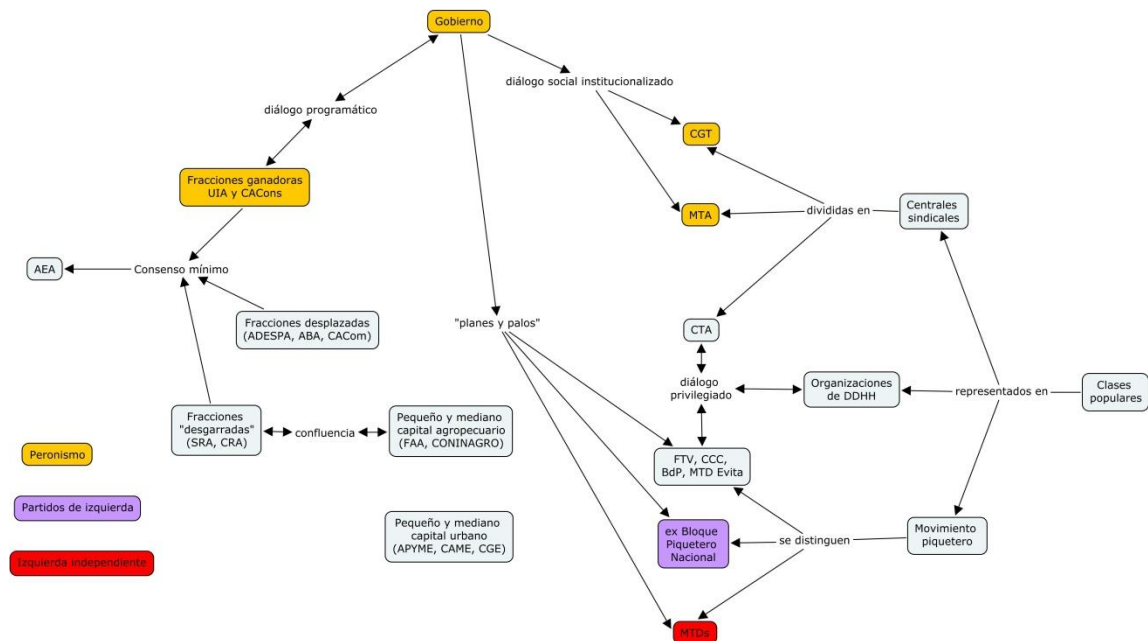 Gobierno
diálogo social institucionalizado
diálogo programático
CGT
Fracciones ganadoras
UIA y CACons
MTA
divididas en
Centrales
sindicales
AEA
Consenso mínimo
Fracciones desplazadas
(ADESPA, ABA, CACom)
"planes y palos"
CTA
diálogo
privilegiado
Organizaciones
de DDHH
representados en
Clases
populares
Fracciones
"desgarradas"
(SRA, CRA)
confluencia
Pequeño y mediano
capital agropecuario
(FAA, CONINAGRO)
FTV, CCC,
BdP, MTD Evita
Peronismo
Partidos de izquierda
Pequeño y mediano
capital urbano
(APYME, CAME, CGE)
ex Bloque
Piquetero
Nacional
se distinguen
Movimiento
piquetero
Izquierda independiente
MTDs